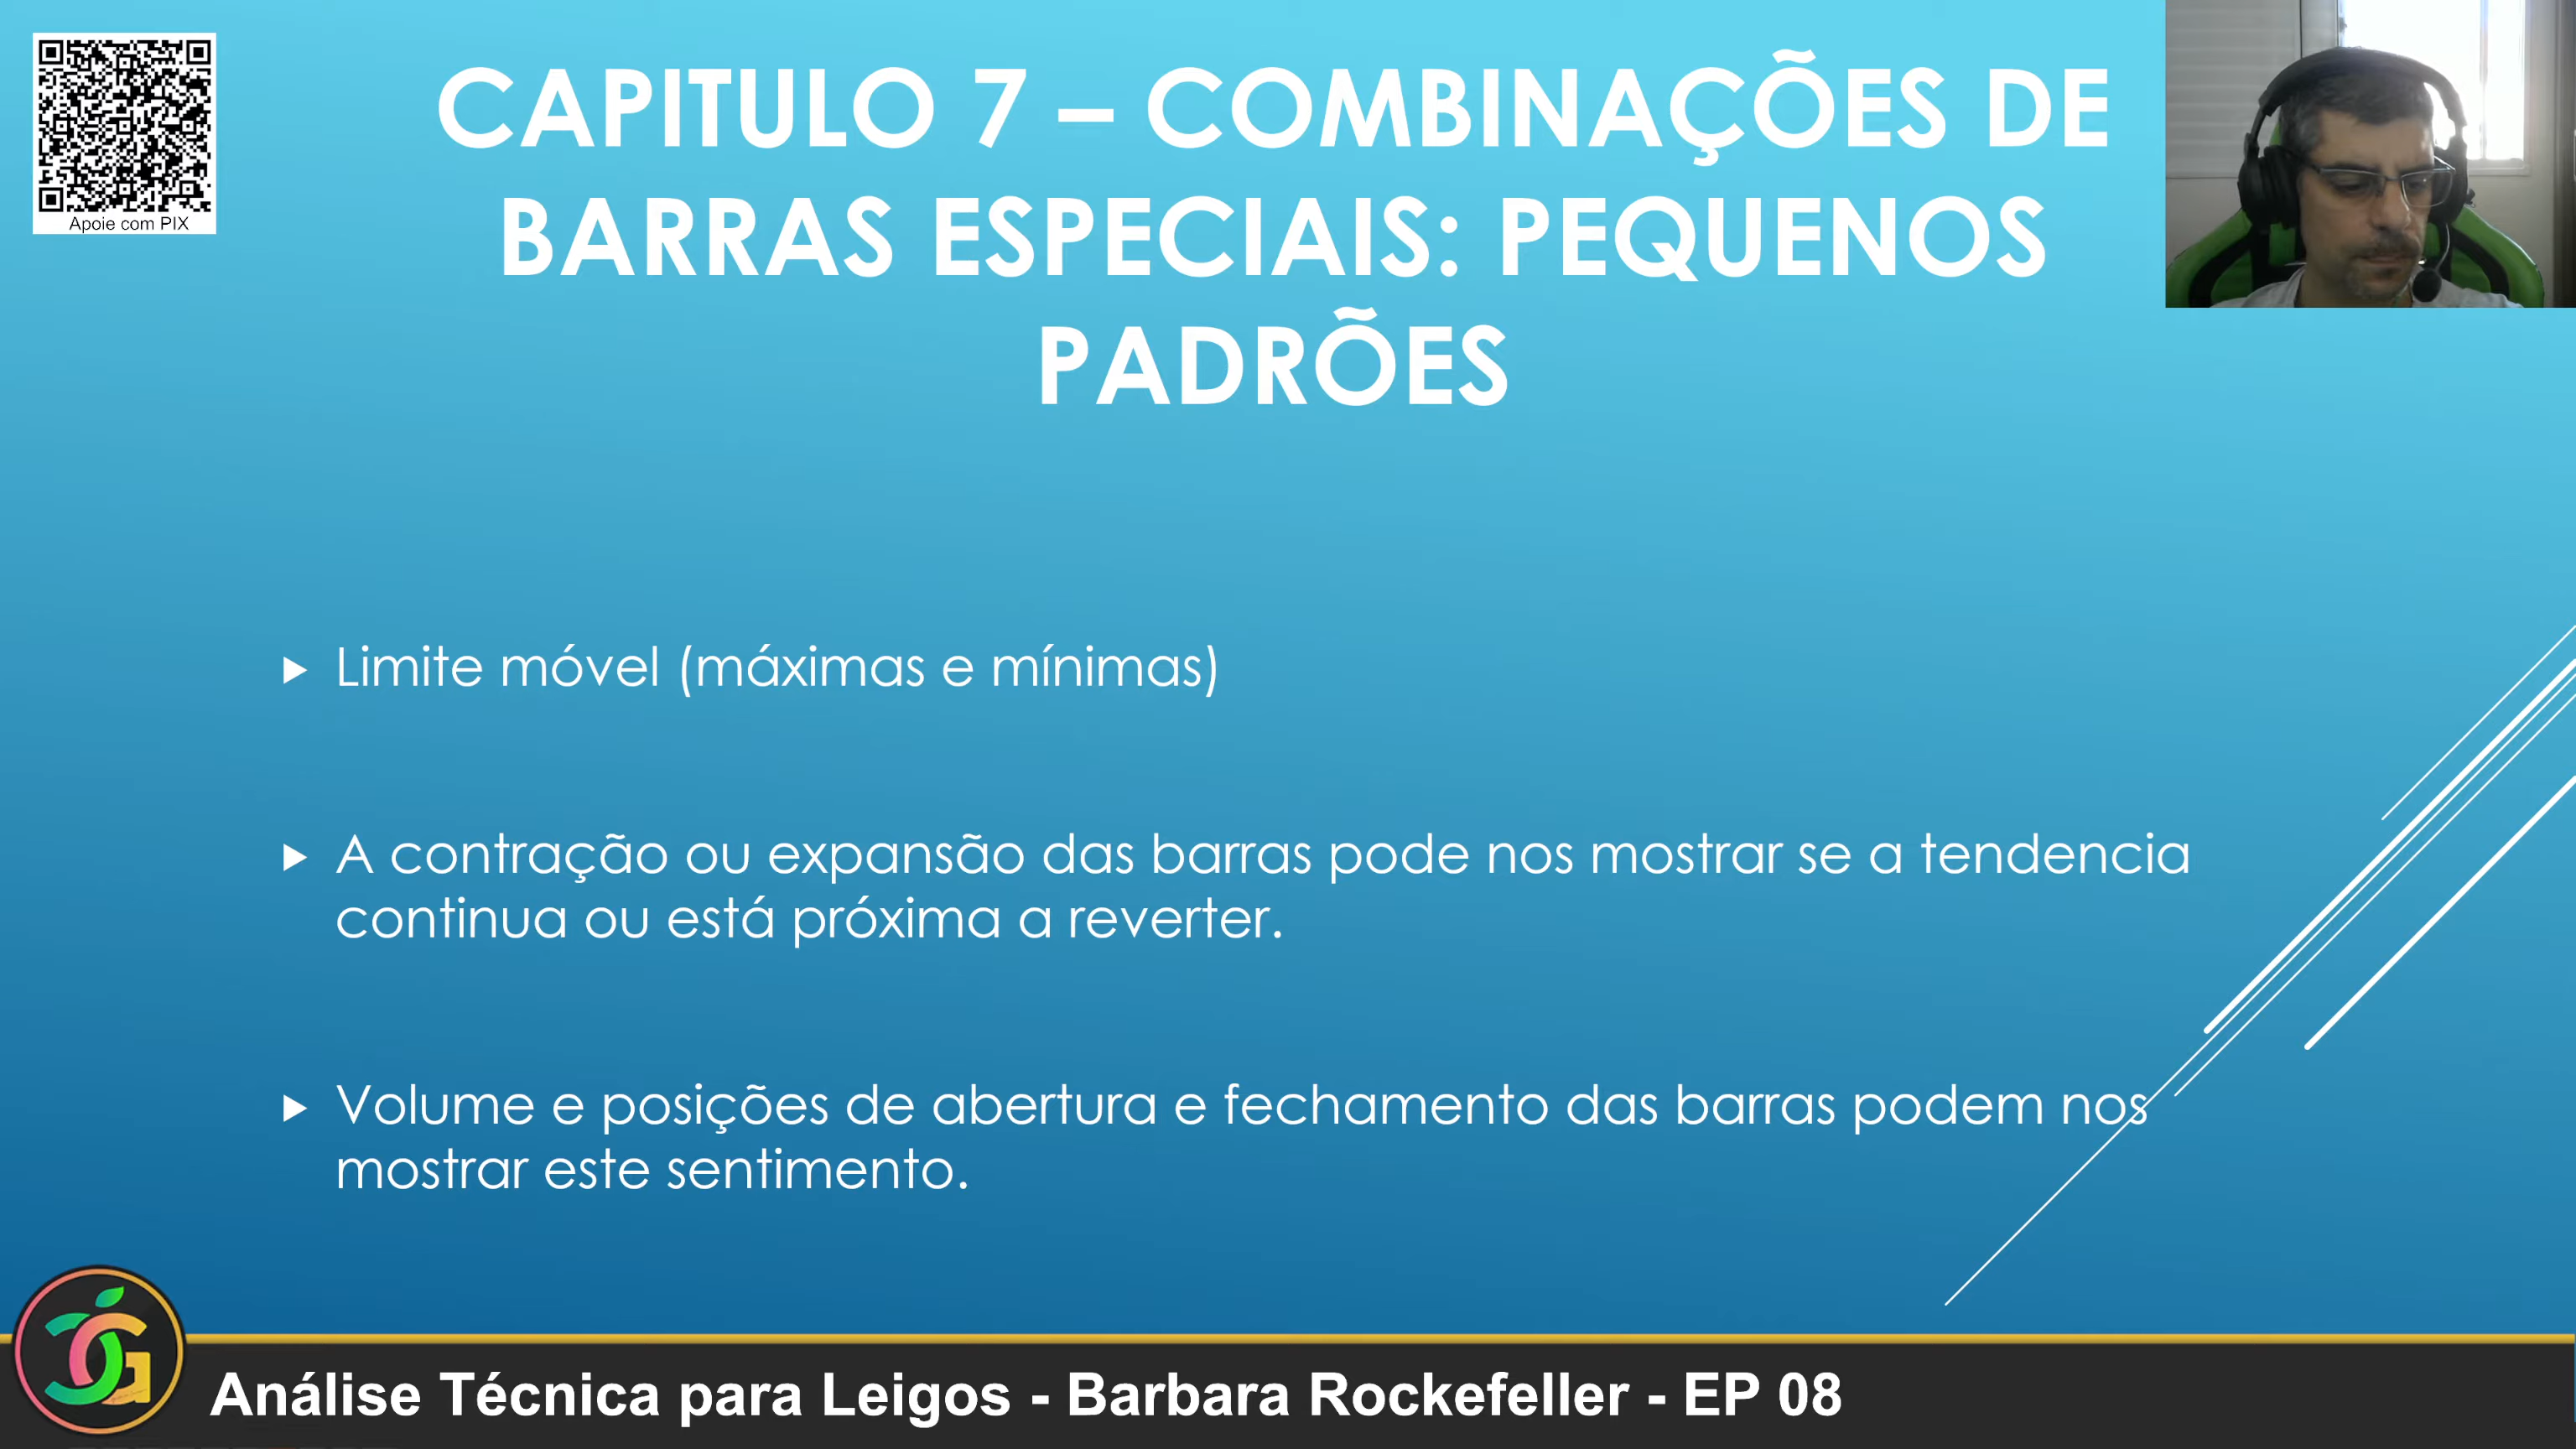 Apoie com PIX
CAPITULO 7 – COMBINAÇÕES DE
BARRAS ESPECIAIS: PEQUENOS
PADRÕES
Limite móvel (máximas e mínimas)
A contração ou expansão das barras pode nos mostrar se a tendencia
continua ou está próxima a reverter.
Volume e posições de abertura e fechamento das barras podem nos
mostrar este sentimento.
Análise Técnica para Leigos - Barbara Rockefeller - EP 08